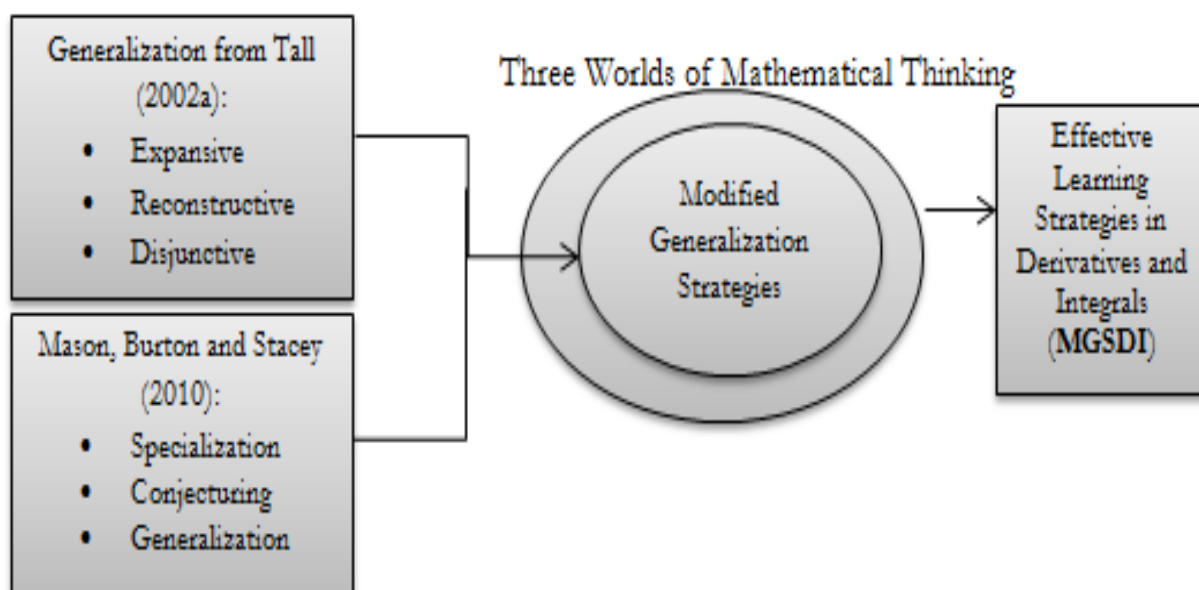 Generalization from Tall
(2002a):
• Expansive
• Reconstructive
• Disjunctive
Mason, Burton and Stacey
(2010):
• Specialization
• Conjecturing
• Generalization
Three Worlds of Mathematical Thinking
Modified
Generalization
Strategies
Effective
Learning
Strategies in
Derivatives and
Integrals
(MGSDI)